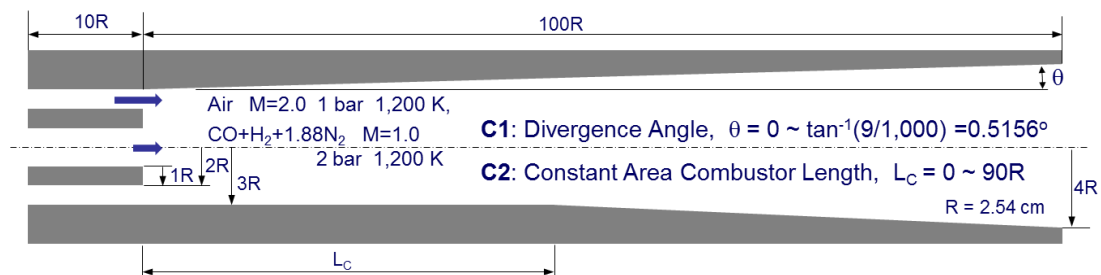 10R
100R
θ
Air M=2.0 1 bar 1,200 K,
CO+H₂+1.88N₂ M=1.0
2 bar 1,200 K
C1: Divergence Angle, θ = 0 ~ tan⁻¹(9/1,000) =0.5156°
C2: Constant Area Combustor Length, L_C = 0 ~ 90R
R = 2.54 cm
1R
2R
3R
4R
L_C